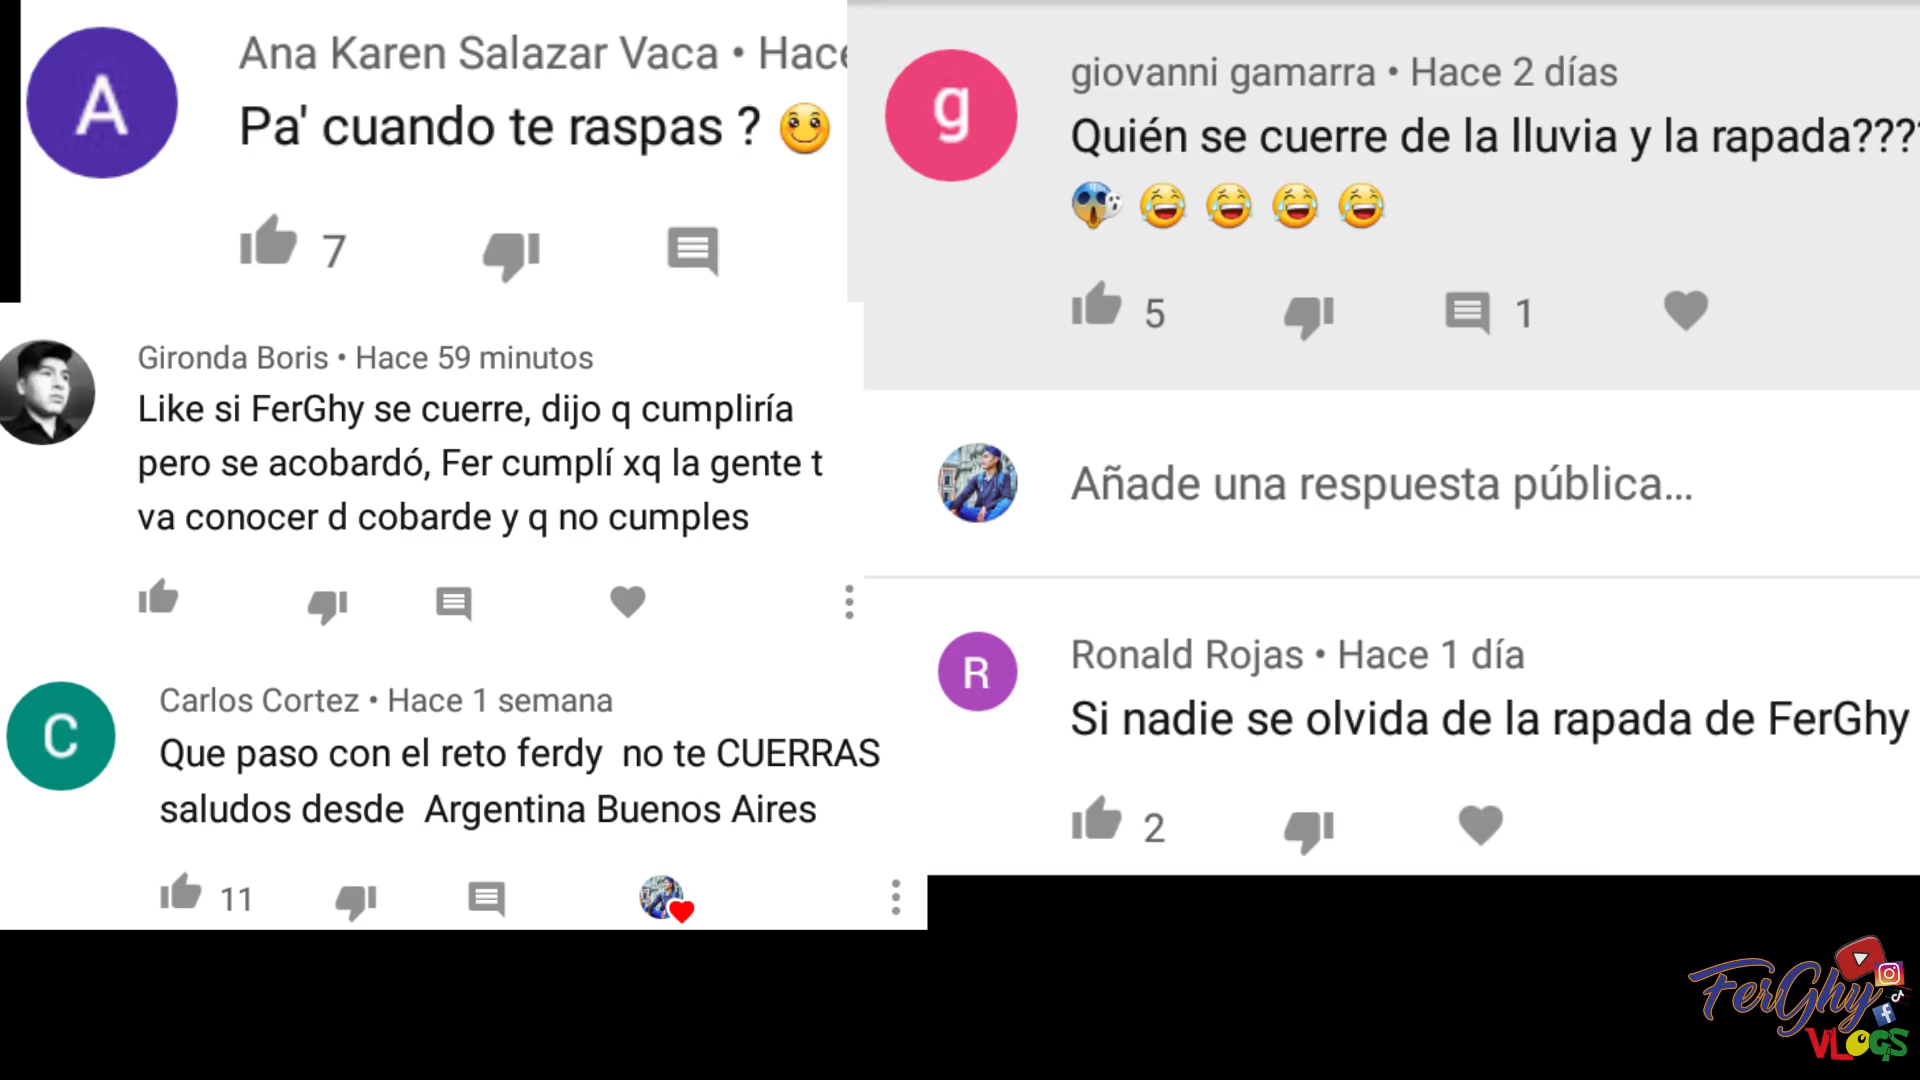 A
Ana Karen Salazar Vaca • Hace
Pa' cuando te raspas ? 🙂
7
Gironda Boris • Hace 59 minutos
Like si FerGhy se cuerre, dijo q cumpliría
pero se acobardó, Fer cumplí xq la gente t
va conocer d cobarde y q no cumples
C
Carlos Cortez • Hace 1 semana
Que paso con el reto ferdy  no te CUERRAS
saludos desde  Argentina Buenos Aires
11
g
giovanni gamarra • Hace 2 días
Quién se cuerre de la lluvia y la rapada????
😱 😂 😂 😂 😂
5
1
Añade una respuesta pública...
R
Ronald Rojas • Hace 1 día
Si nadie se olvida de la rapada de FerGhy
2
FerGhy
VLOGS